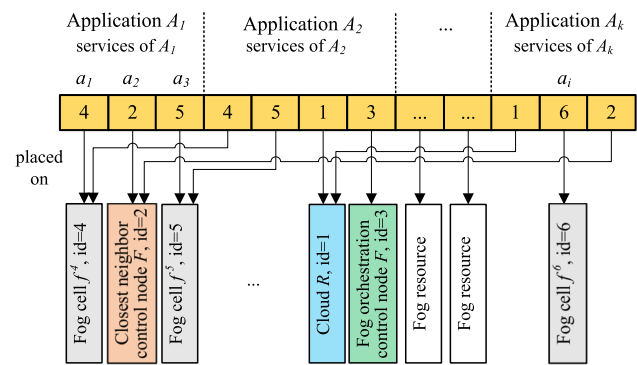 Application A1
services of A1
Application A2
services of A2
...
Application Ak
services of Ak
a1 a2 a3 ai
4 2 5 4 5 1 3 ... ... 1 6 2
placed
on
Fog cell f^4, id=4
Closest neighbor
control node F, id=2
Fog cell f^5, id=5
...
Cloud R, id=1
Fog orchestration
control node F, id=3
Fog resource
Fog resource
Fog cell f^6, id=6